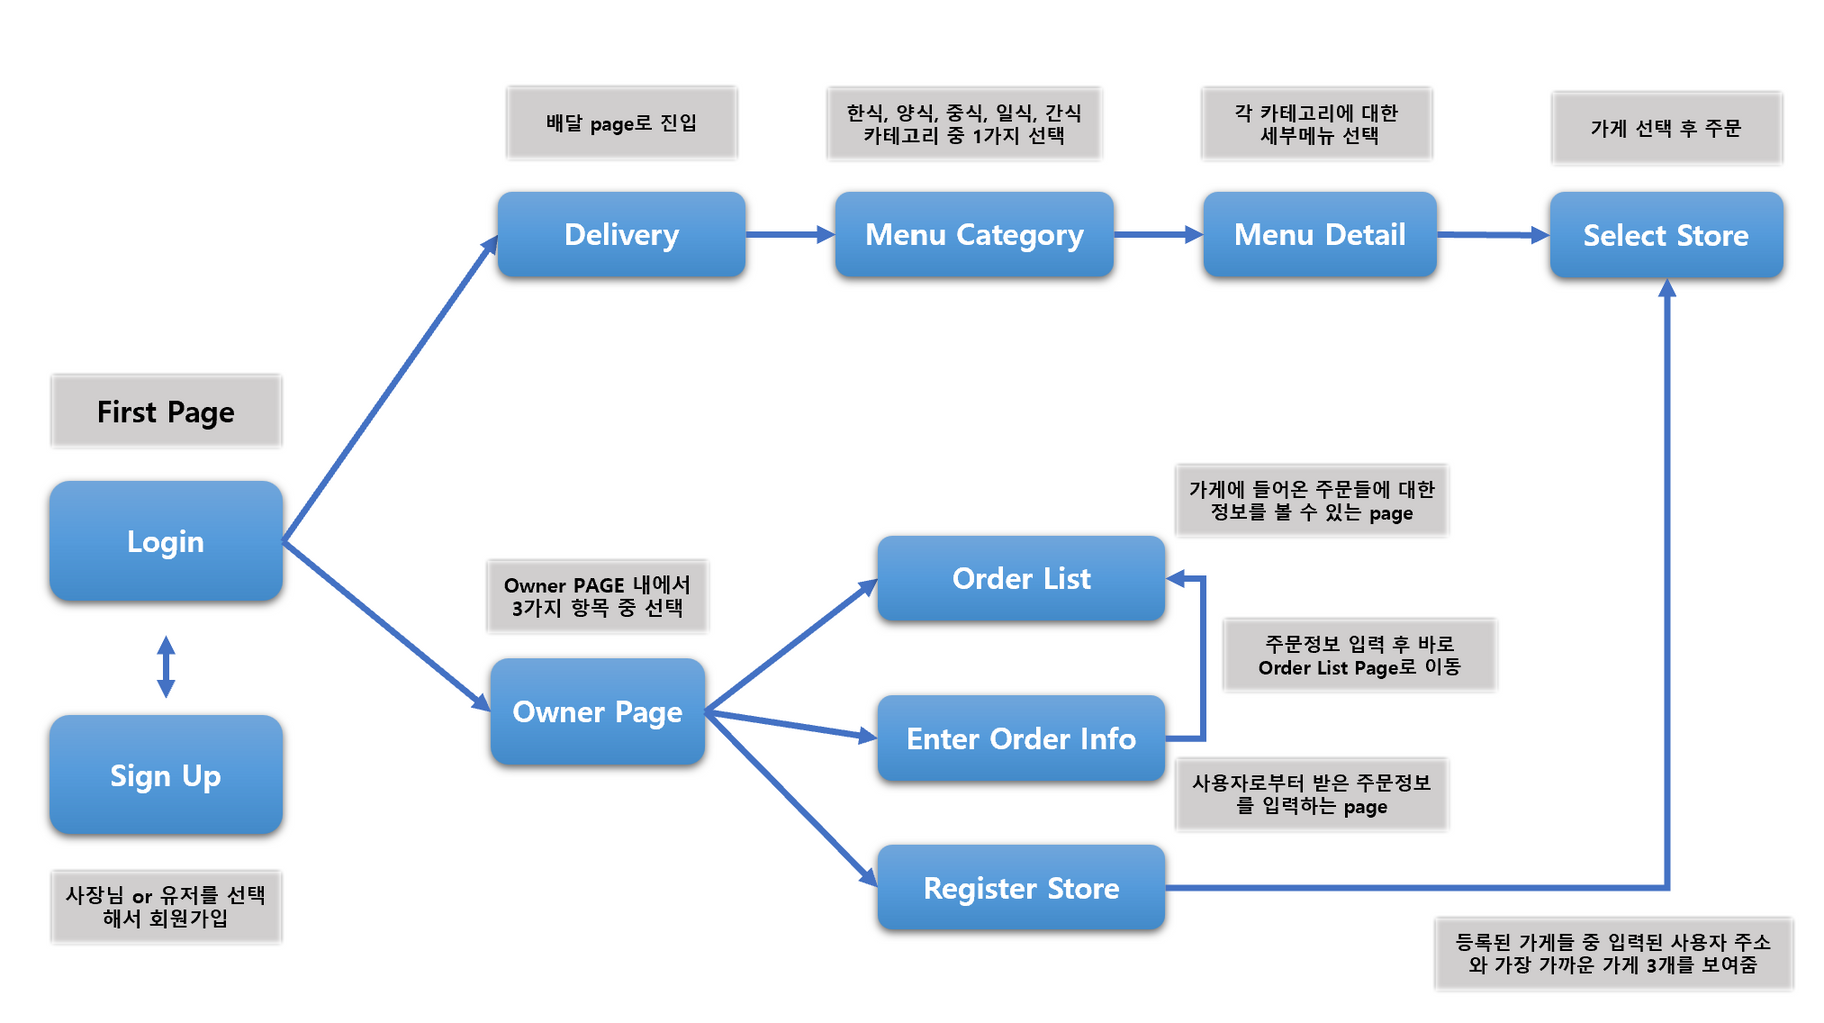 배달 page로 진입
한식, 양식, 중식, 일식, 간식
카테고리 중 1가지 선택
각 카테고리에 대한
세부메뉴 선택
가게 선택 후 주문
Delivery
Menu Category
Menu Detail
Select Store
First Page
Login
Sign Up
사장님 or 유저를 선택
해서 회원가입
Owner PAGE 내에서
3가지 항목 중 선택
Owner Page
가게에 들어온 주문들에 대한
정보를 볼 수 있는 page
Order List
주문정보 입력 후 바로
Order List Page로 이동
Enter Order Info
사용자로부터 받은 주문정보
를 입력하는 page
Register Store
등록된 가게들 중 입력된 사용자 주소
와 가장 가까운 가게 3개를 보여줌